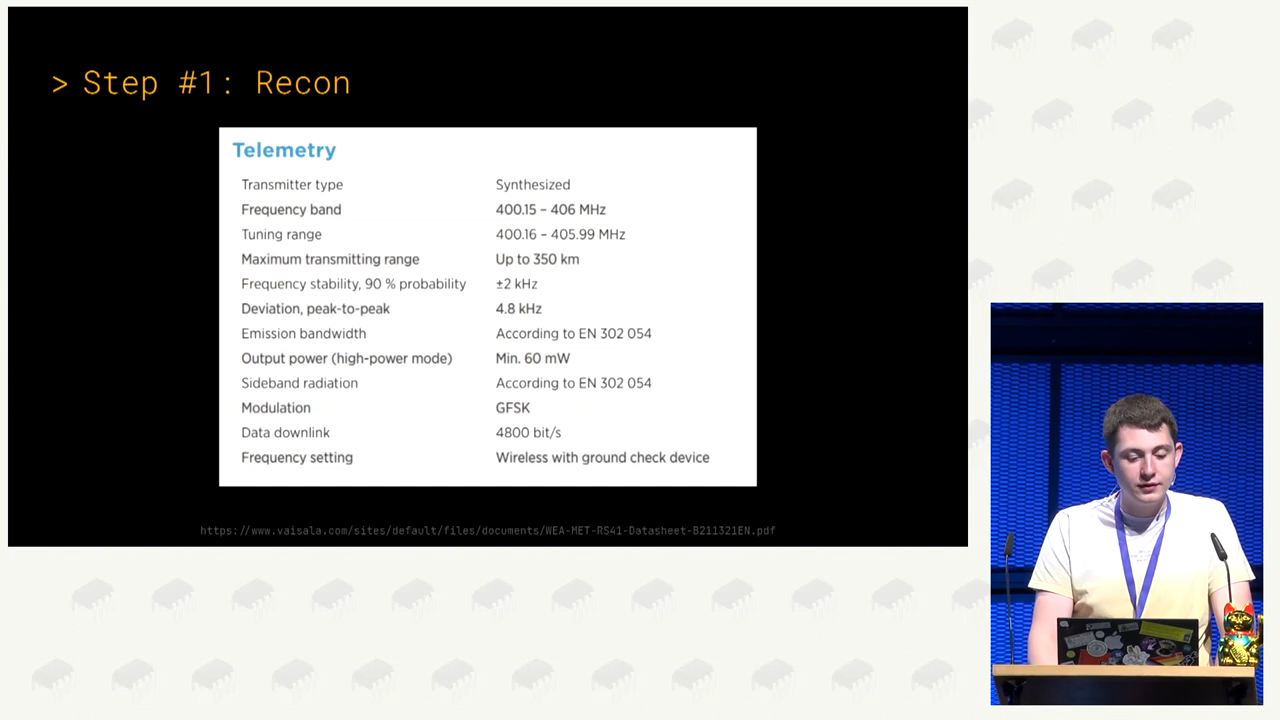 > Step #1: Recon
Telemetry
Transmitter type Synthesized
Frequency band 400.15 – 406 MHz
Tuning range 400.16 – 405.99 MHz
Maximum transmitting range Up to 350 km
Frequency stability, 90 % probability ±2 kHz
Deviation, peak-to-peak 4.8 kHz
Emission bandwidth According to EN 302 054
Output power (high-power mode) Min. 60 mW
Sideband radiation According to EN 302 054
Modulation GFSK
Data downlink 4800 bit/s
Frequency setting Wireless with ground check device
https://www.vaisala.com/sites/default/files/documents/WEA-MET-RS41-Datasheet-B211321EN.pdf